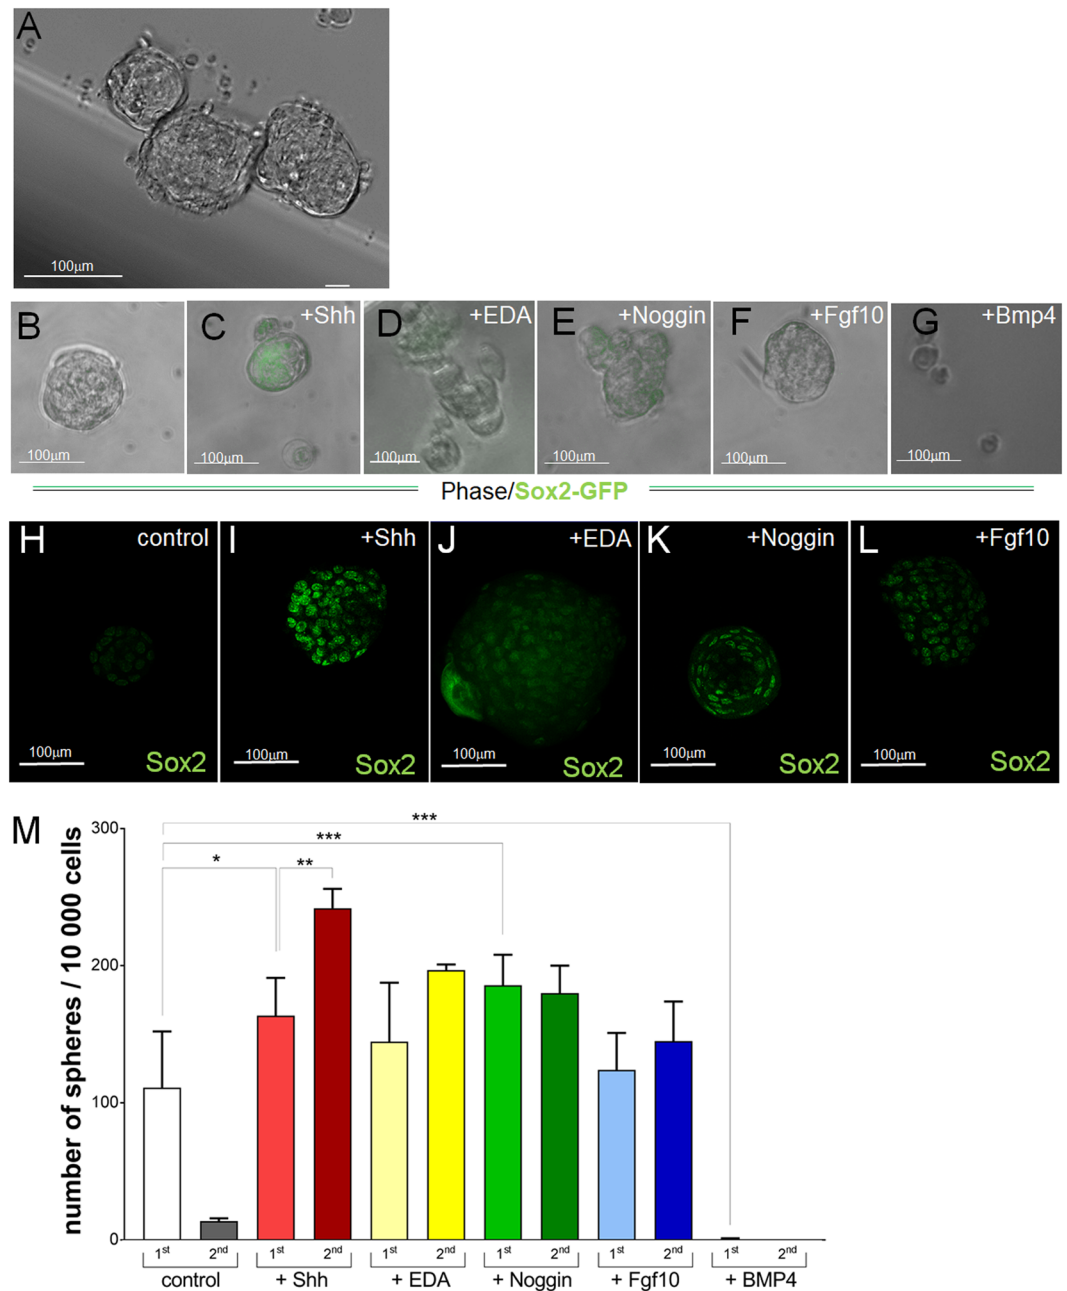 A
100μm
B
C
+Shh
D
+EDA
E
+Noggin
F
+Fgf10
G
+Bmp4
100μm
100μm
100μm
100μm
100μm
100μm
Phase/Sox2-GFP
H
control
I
+Shh
J
+EDA
K
+Noggin
L
+Fgf10
100μm
Sox2
100μm
Sox2
100μm
Sox2
100μm
Sox2
100μm
Sox2
M
number of spheres / 10 000 cells
300
200
100
0
***
***
*
**
1st
2nd
1st
2nd
1st
2nd
1st
2nd
1st
2nd
1st
2nd
control
+ Shh
+ EDA
+ Noggin
+ Fgf10
+ BMP4